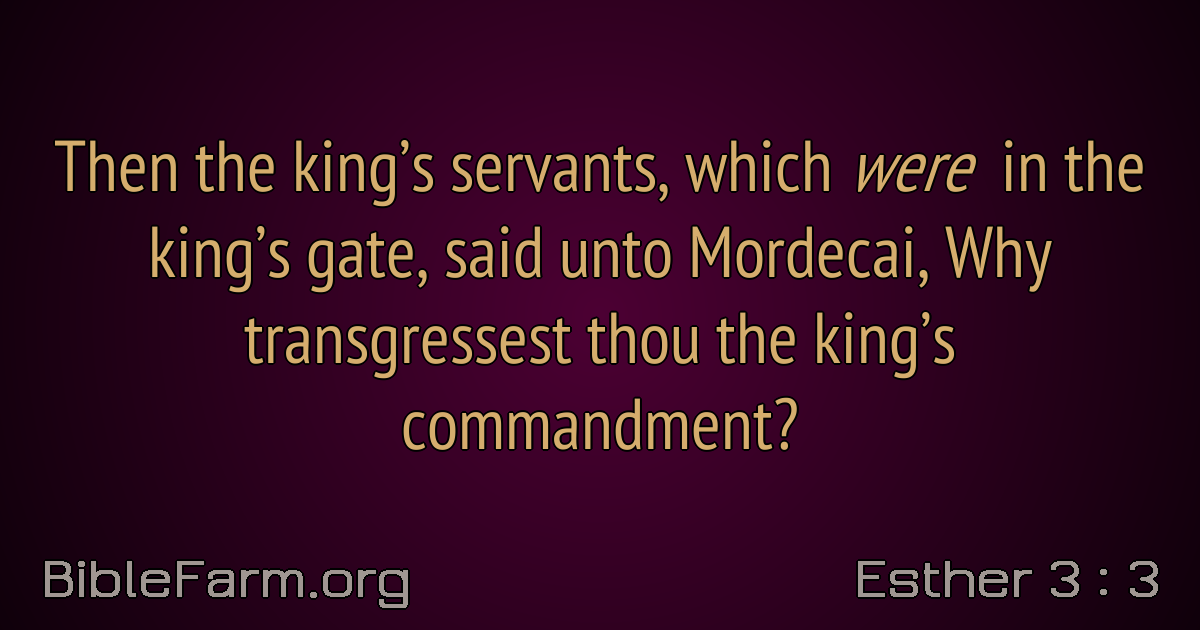 Then the king’s servants, which were in the
king’s gate, said unto Mordecai, Why
transgressest thou the king’s
commandment?
BibleFarm.org
Esther 3 : 3